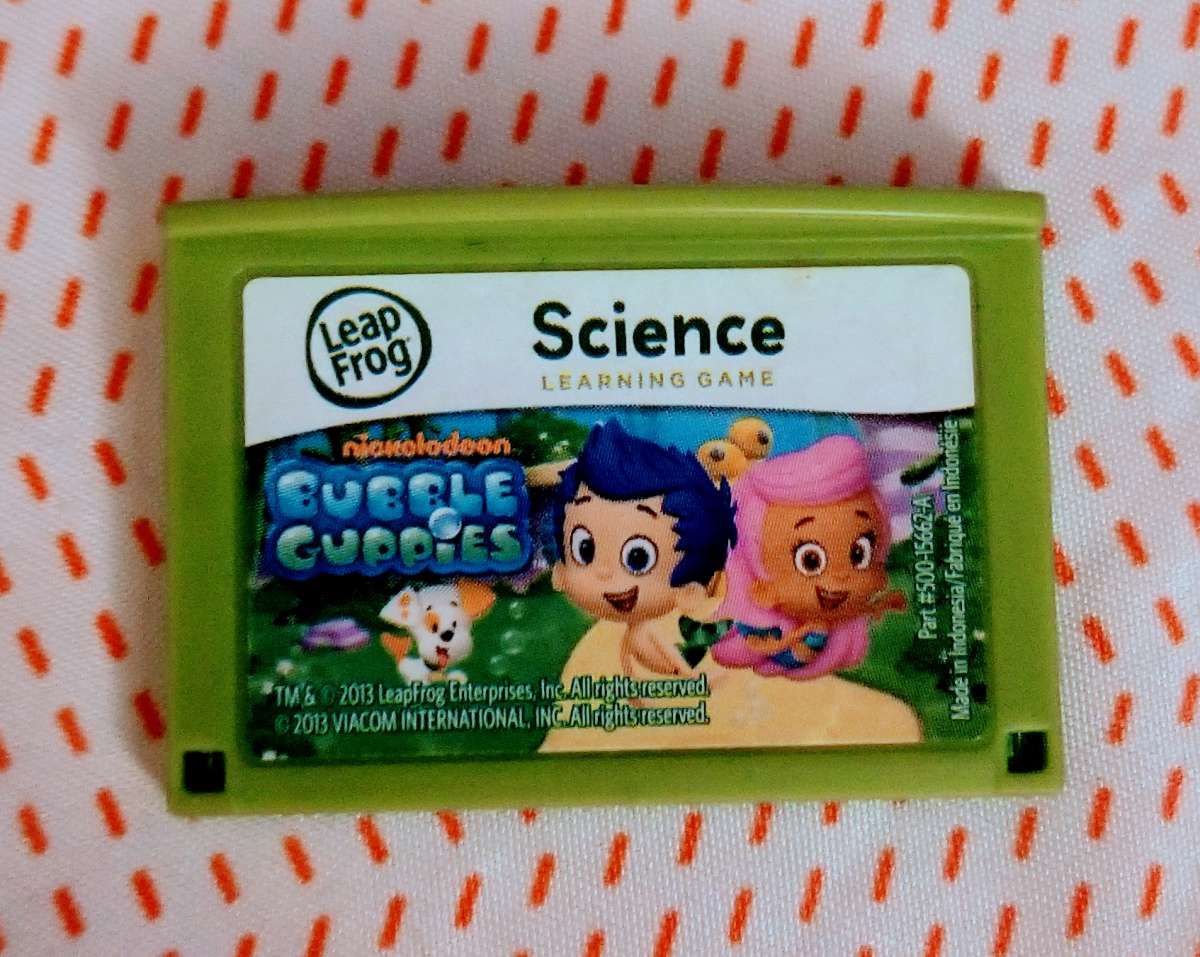 Leap
Frog
Science
LEARNING GAME
nickelodeon
BUBBLE
GUPPIES
TM & © 2013 LeapFrog Enterprises, Inc. All rights reserved.
© 2013 VIACOM INTERNATIONAL, INC. All rights reserved.
Part #500-15662-A
Made in Indonesia/Fabriqué en Indonésie